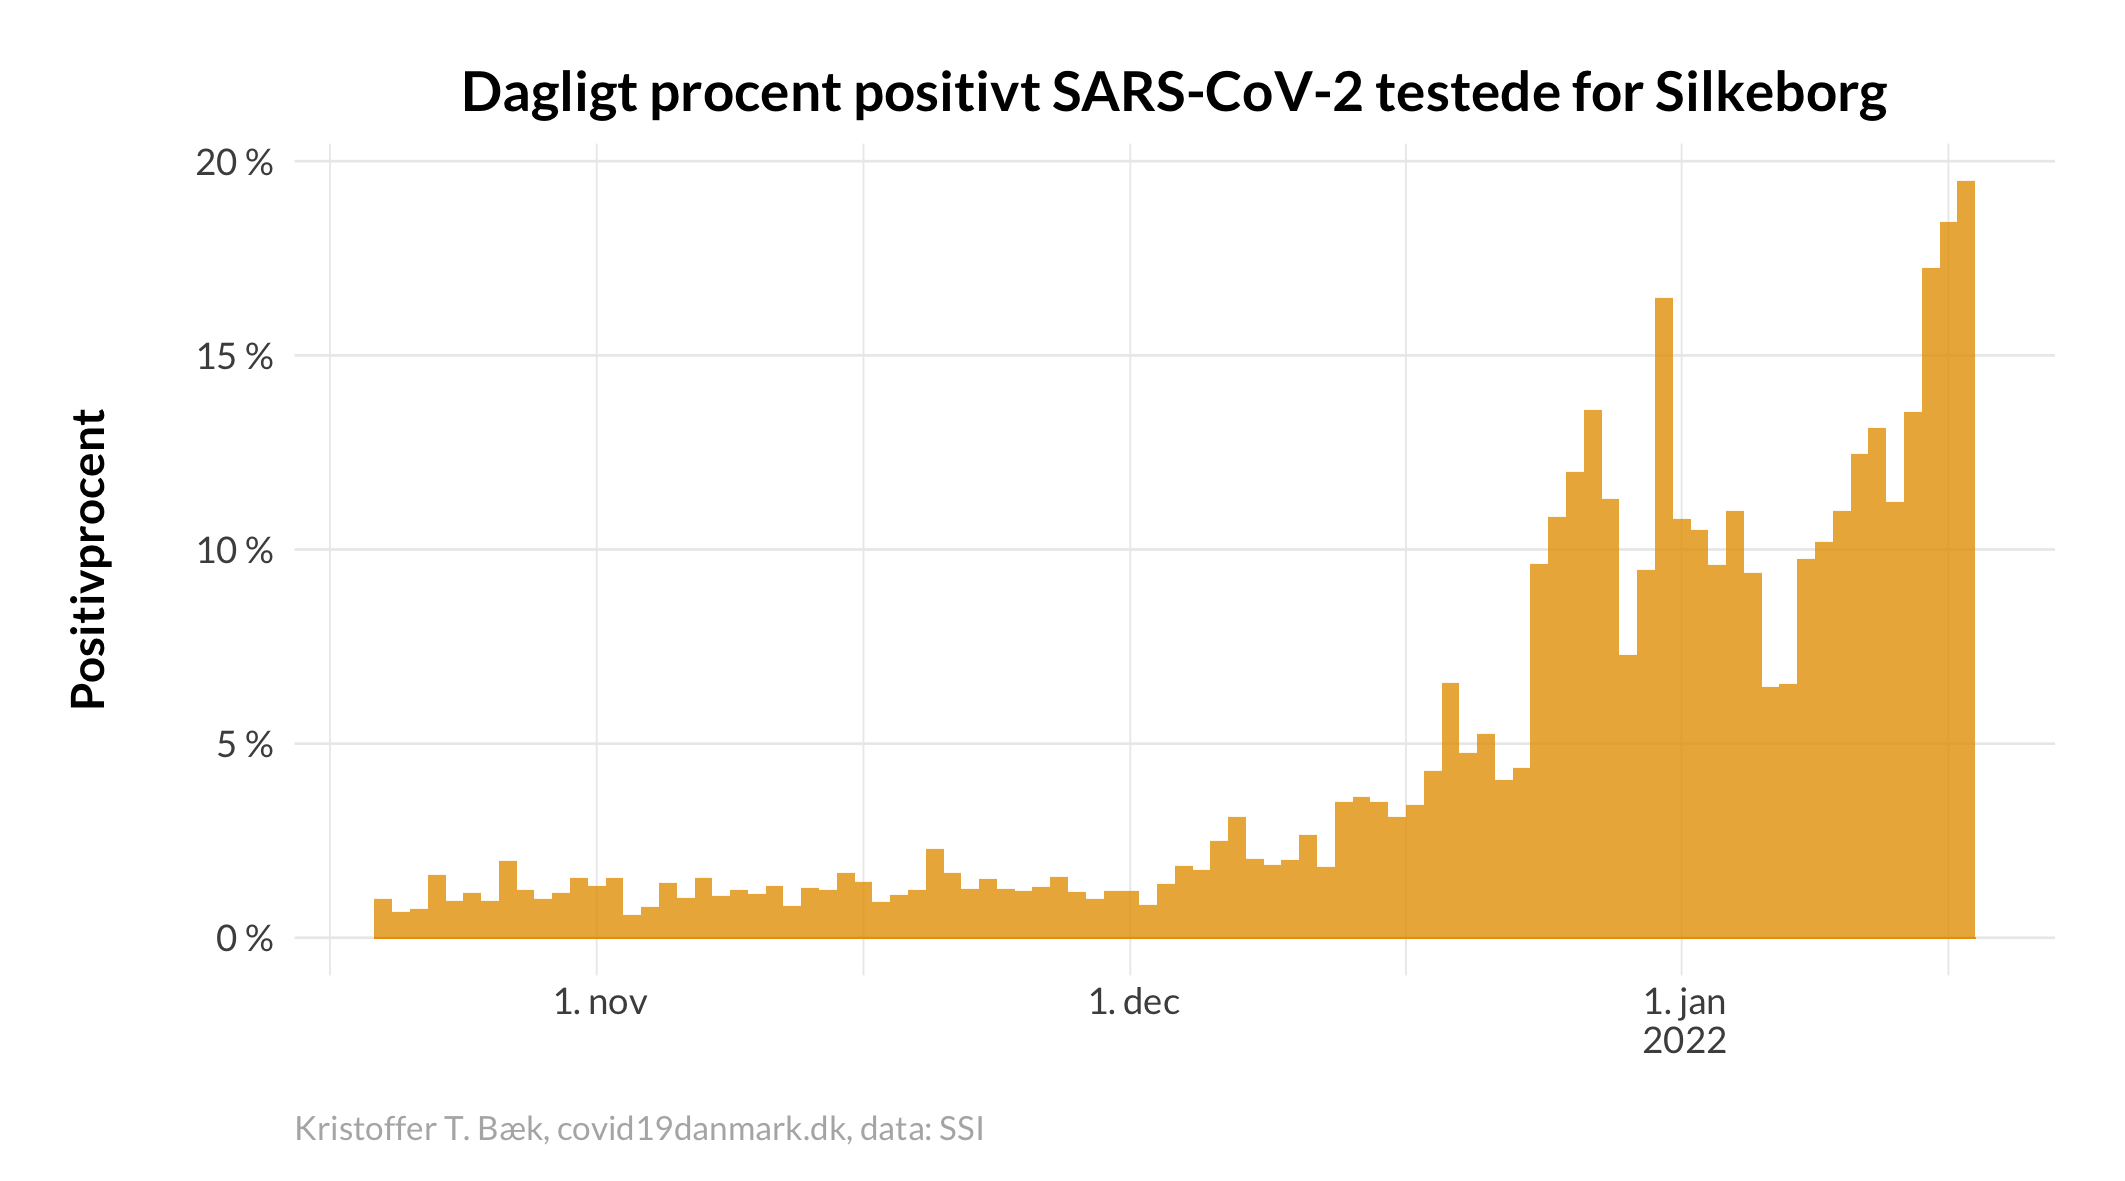 Dagligt procent positivt SARS-CoV-2 testede for Silkeborg
20 %
15 %
10 %
5 %
0 %
Positivprocent
1. nov
1. dec
1. jan
2022
Kristoffer T. Bæk, covid19danmark.dk, data: SSI